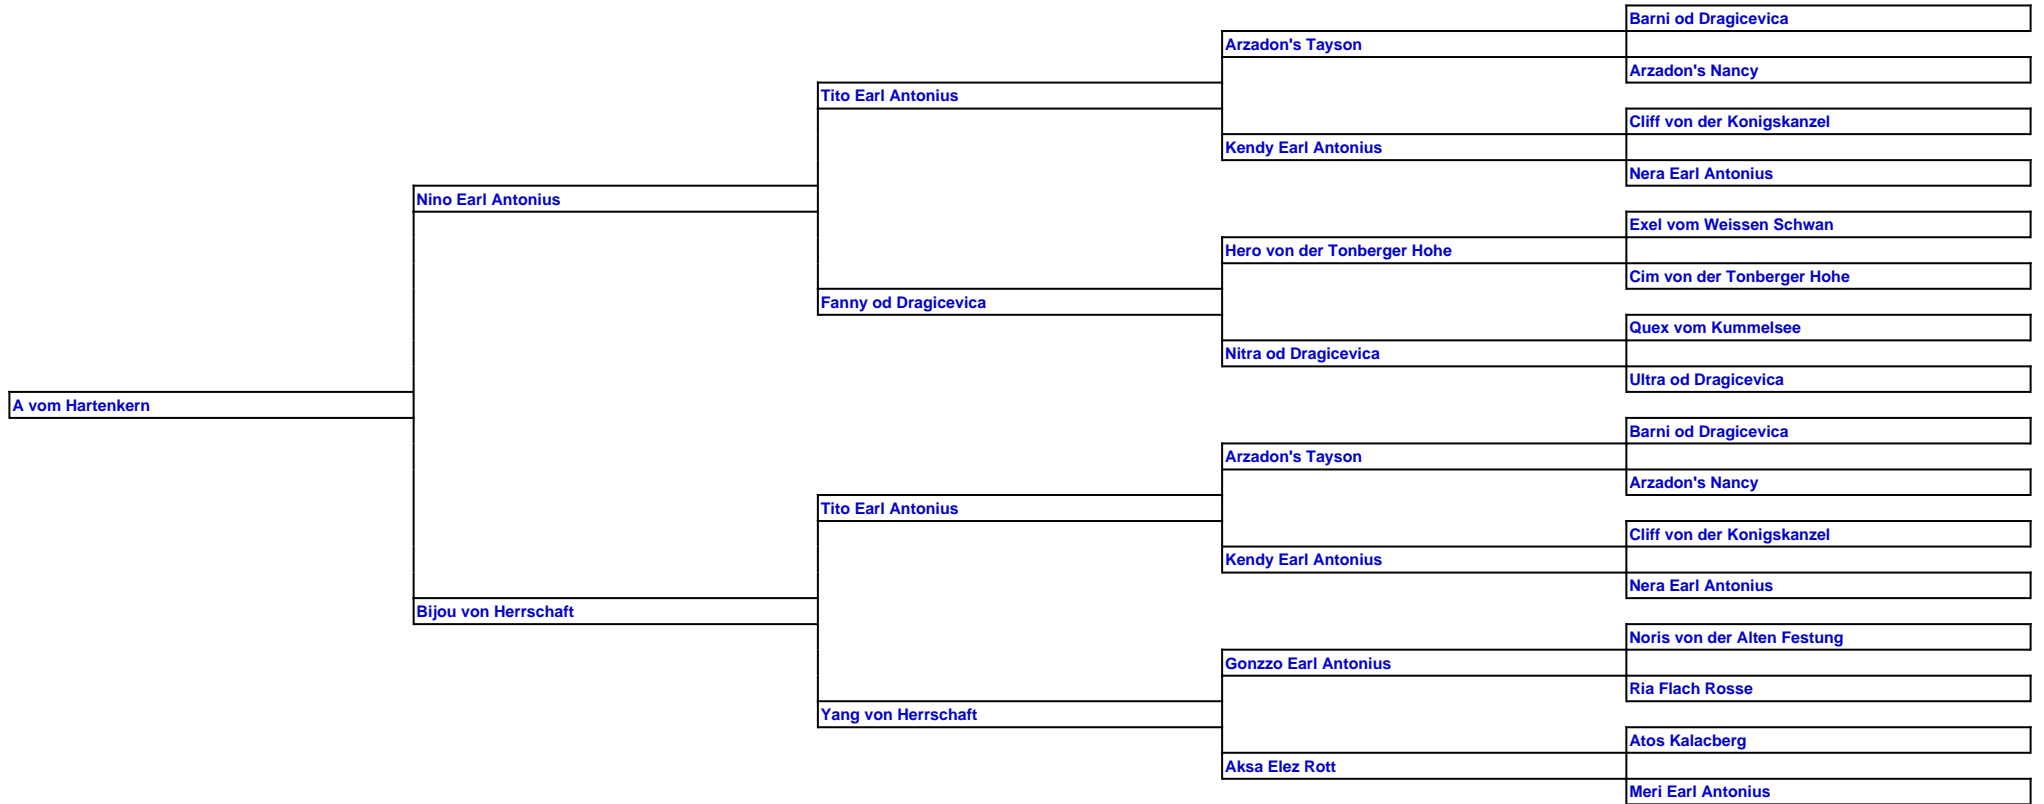 Barni od Dragicevica
Arzadon's Tayson
Arzadon's Nancy
Tito Earl Antonius
Cliff von der Konigskanzel
Kendy Earl Antonius
Nera Earl Antonius
Nino Earl Antonius
Exel vom Weissen Schwan
Hero von der Tonberger Hohe
Cim von der Tonberger Hohe
Fanny od Dragicevica
Quex vom Kummelsee
Nitra od Dragicevica
Ultra od Dragicevica
A vom Hartenkern
Barni od Dragicevica
Arzadon's Tayson
Arzadon's Nancy
Tito Earl Antonius
Cliff von der Konigskanzel
Kendy Earl Antonius
Nera Earl Antonius
Bijou von Herrschaft
Noris von der Alten Festung
Gonzzo Earl Antonius
Ria Flach Rosse
Yang von Herrschaft
Atos Kalacberg
Aksa Elez Rott
Meri Earl Antonius